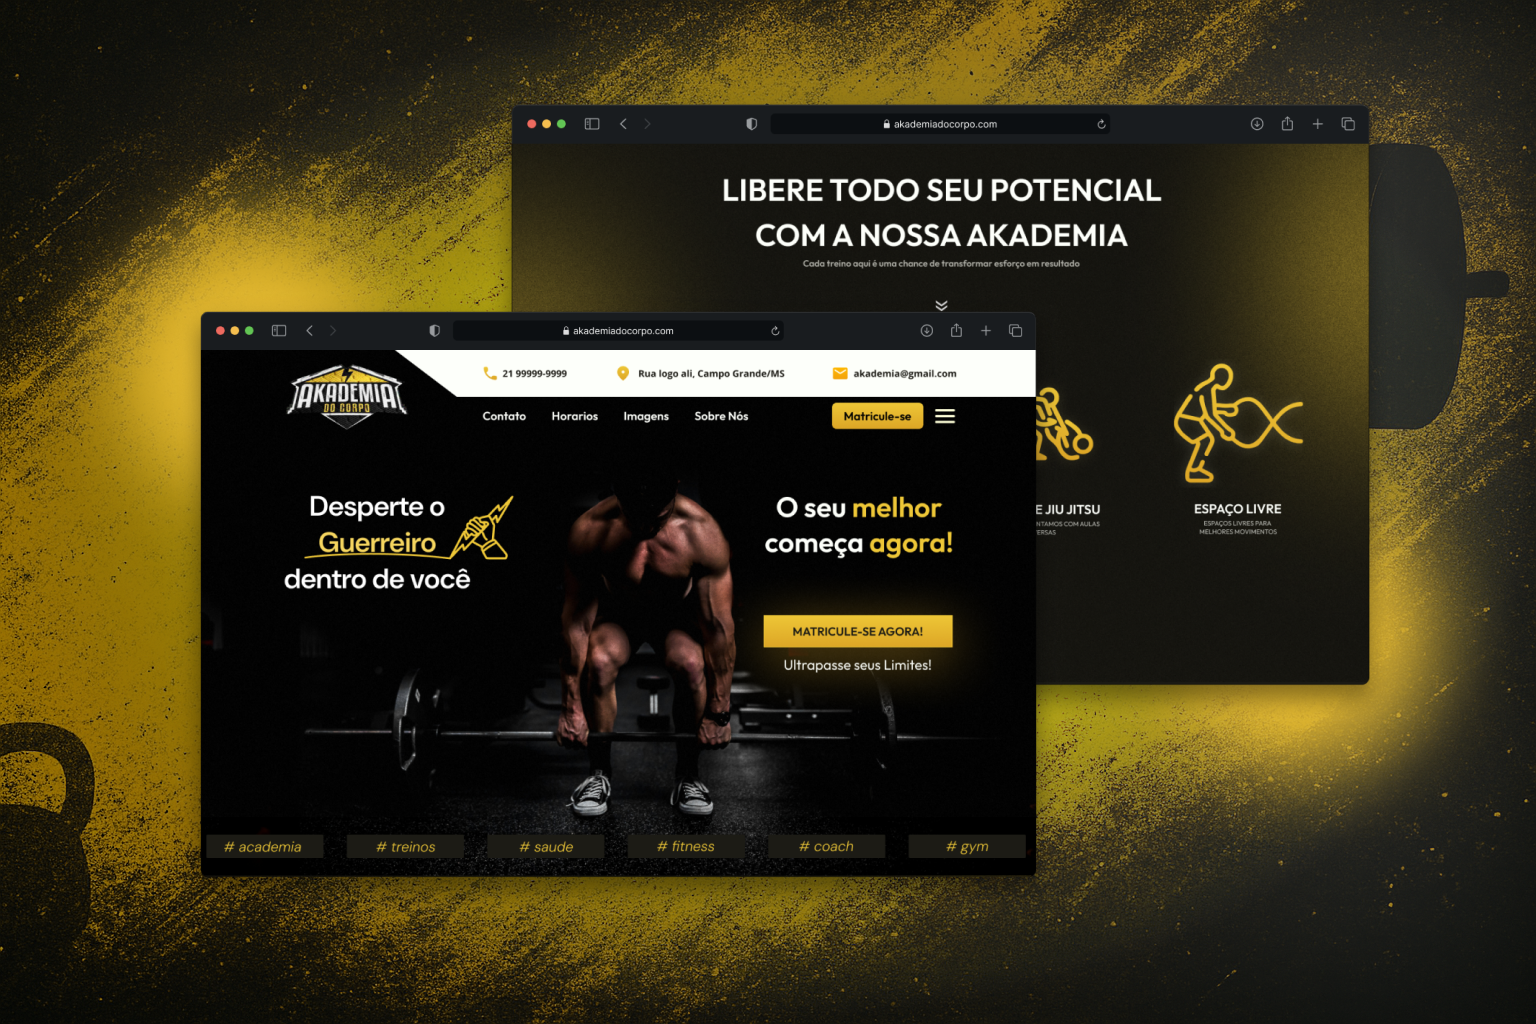 akademiadocorpo.com
LIBERE TODO SEU POTENCIAL
COM A NOSSA AKADEMIA
Cada treino aqui é uma chance de transformar esforço em resultado
E JIU JITSU
NTAMOS COM AULAS
ERSAS
ESPAÇO LIVRE
ESPAÇOS LIVRES PARA
MELHORES MOVIMENTOS
akademiadocorpo.com
AKADEMIA
DO CORPO
21 99999-9999
Rua logo ali, Campo Grande/MS
akademia@gmail.com
Contato
Horarios
Imagens
Sobre Nós
Matricule-se
Desperte o
Guerreiro
dentro de você
O seu melhor
começa agora!
MATRICULE-SE AGORA!
Ultrapasse seus Limites!
# academia
# treinos
# saude
# fitness
# coach
# gym